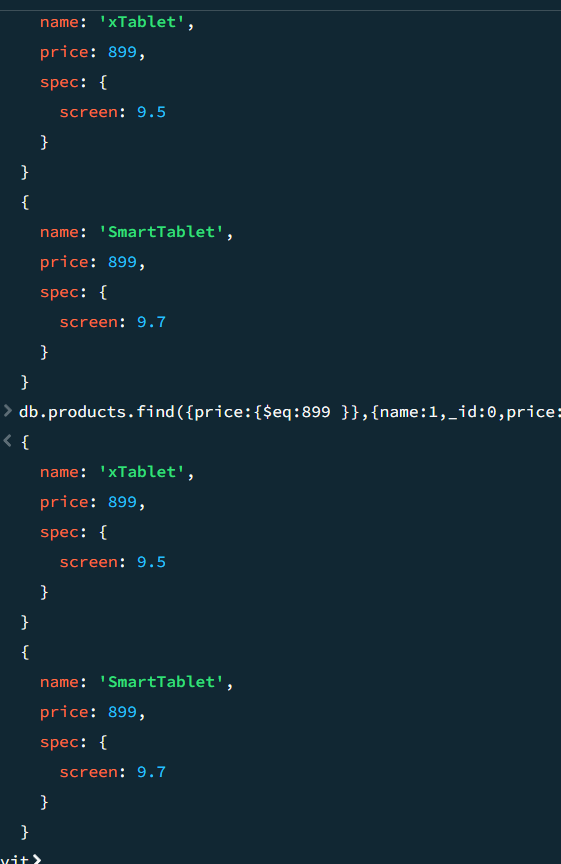 name: 'xTablet',
price: 899,
spec: {
screen: 9.5
}
}
{
name: 'SmartTablet',
price: 899,
spec: {
screen: 9.7
}
}
> db.products.find({price:{$eq:899 }},{name:1,_id:0,price:
< {
name: 'xTablet',
price: 899,
spec: {
screen: 9.5
}
}
{
name: 'SmartTablet',
price: 899,
spec: {
screen: 9.7
}
}
vit>